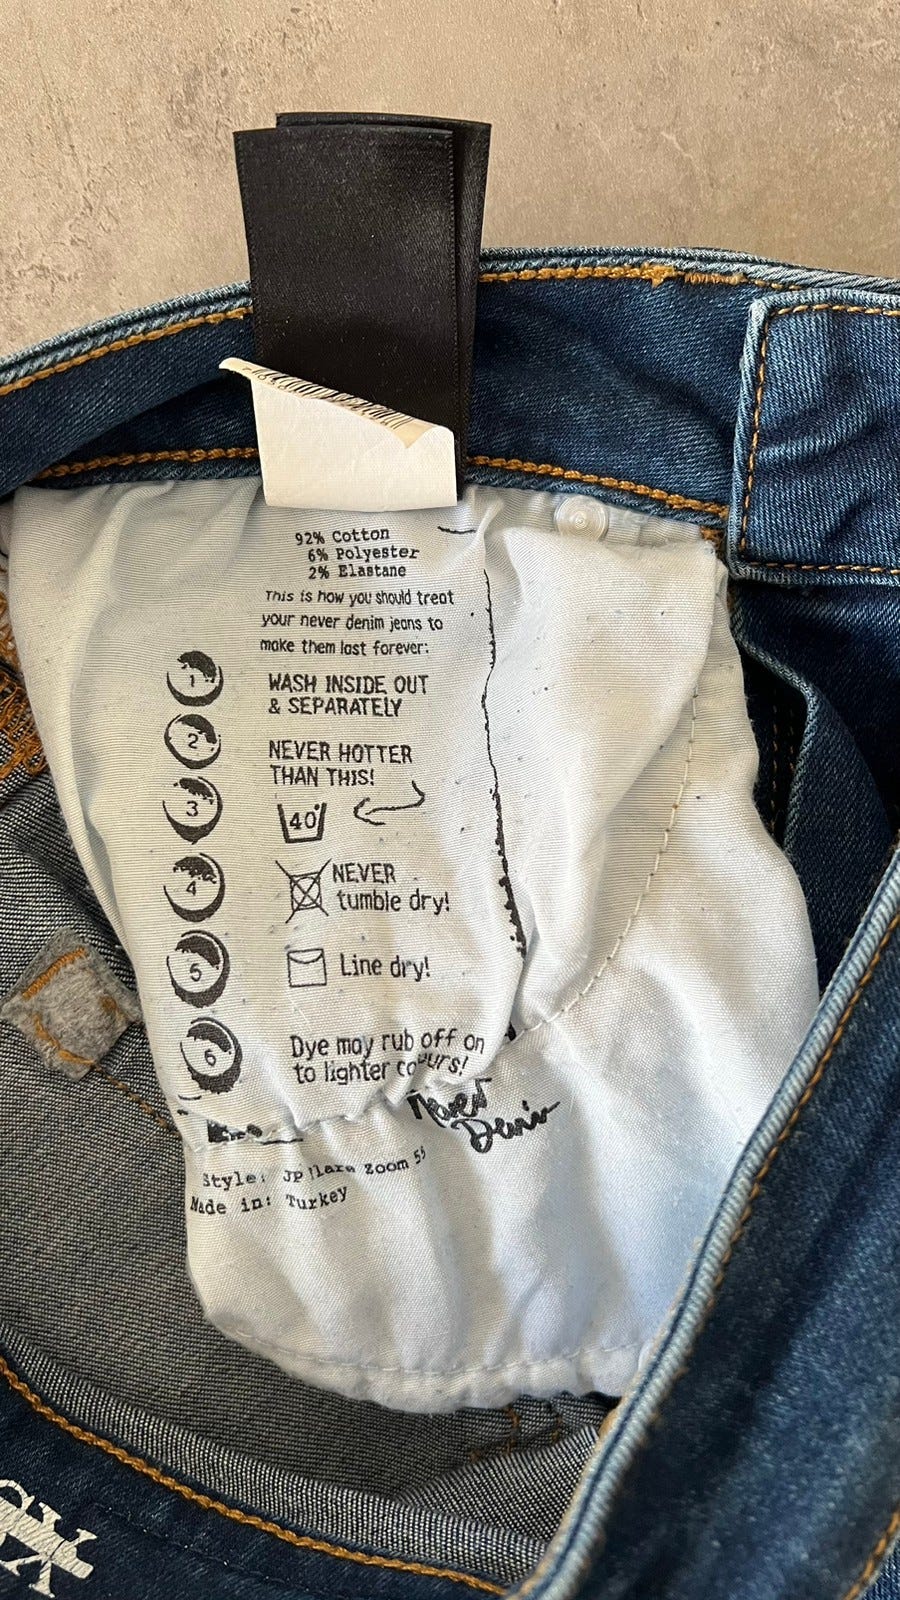 92% Cotton
6% Polyester
2% Elastane
This is how you should treat
your never denim jeans to
make them last forever:
1
WASH INSIDE OUT
& SEPARATELY
2
NEVER HOTTER
THAN THIS!
3
40°
4
NEVER
tumble dry!
5
Line dry!
6
Dye may rub off on
to lighter colours!
Never
Denim
Style: JP flare Zoom
Made in: Turkey